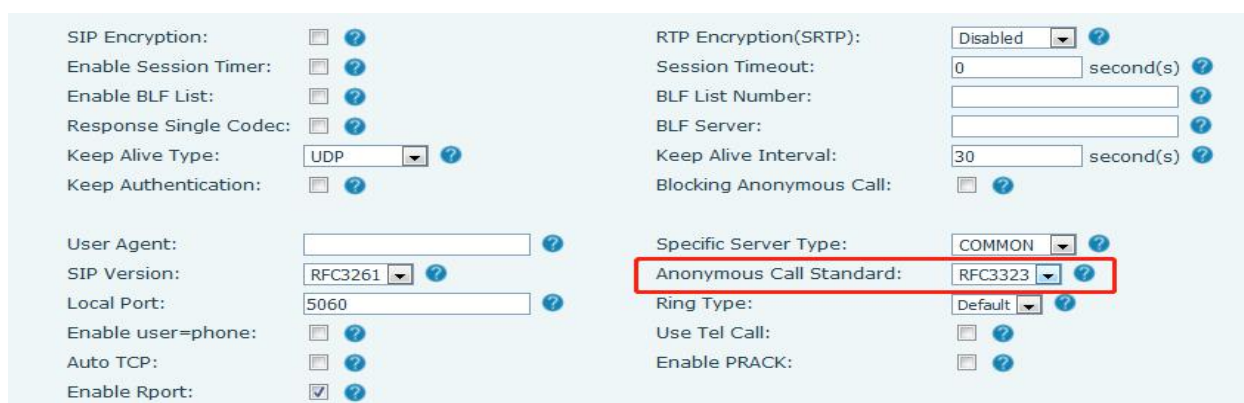 SIP Encryption: ? RTP Encryption(SRTP): Disabled ?
Enable Session Timer: ? Session Timeout: 0 second(s) ?
Enable BLF List: ? BLF List Number: ?
Response Single Codec: ? BLF Server: ?
Keep Alive Type: UDP ? Keep Alive Interval: 30 second(s) ?
Keep Authentication: ? Blocking Anonymous Call: ?
User Agent: ? Specific Server Type: COMMON ?
SIP Version: RFC3261 ? Anonymous Call Standard: RFC3323 ?
Local Port: 5060 ? Ring Type: Default ?
Enable user=phone: ? Use Tel Call: ?
Auto TCP: ? Enable PRACK: ?
Enable Rport: ?